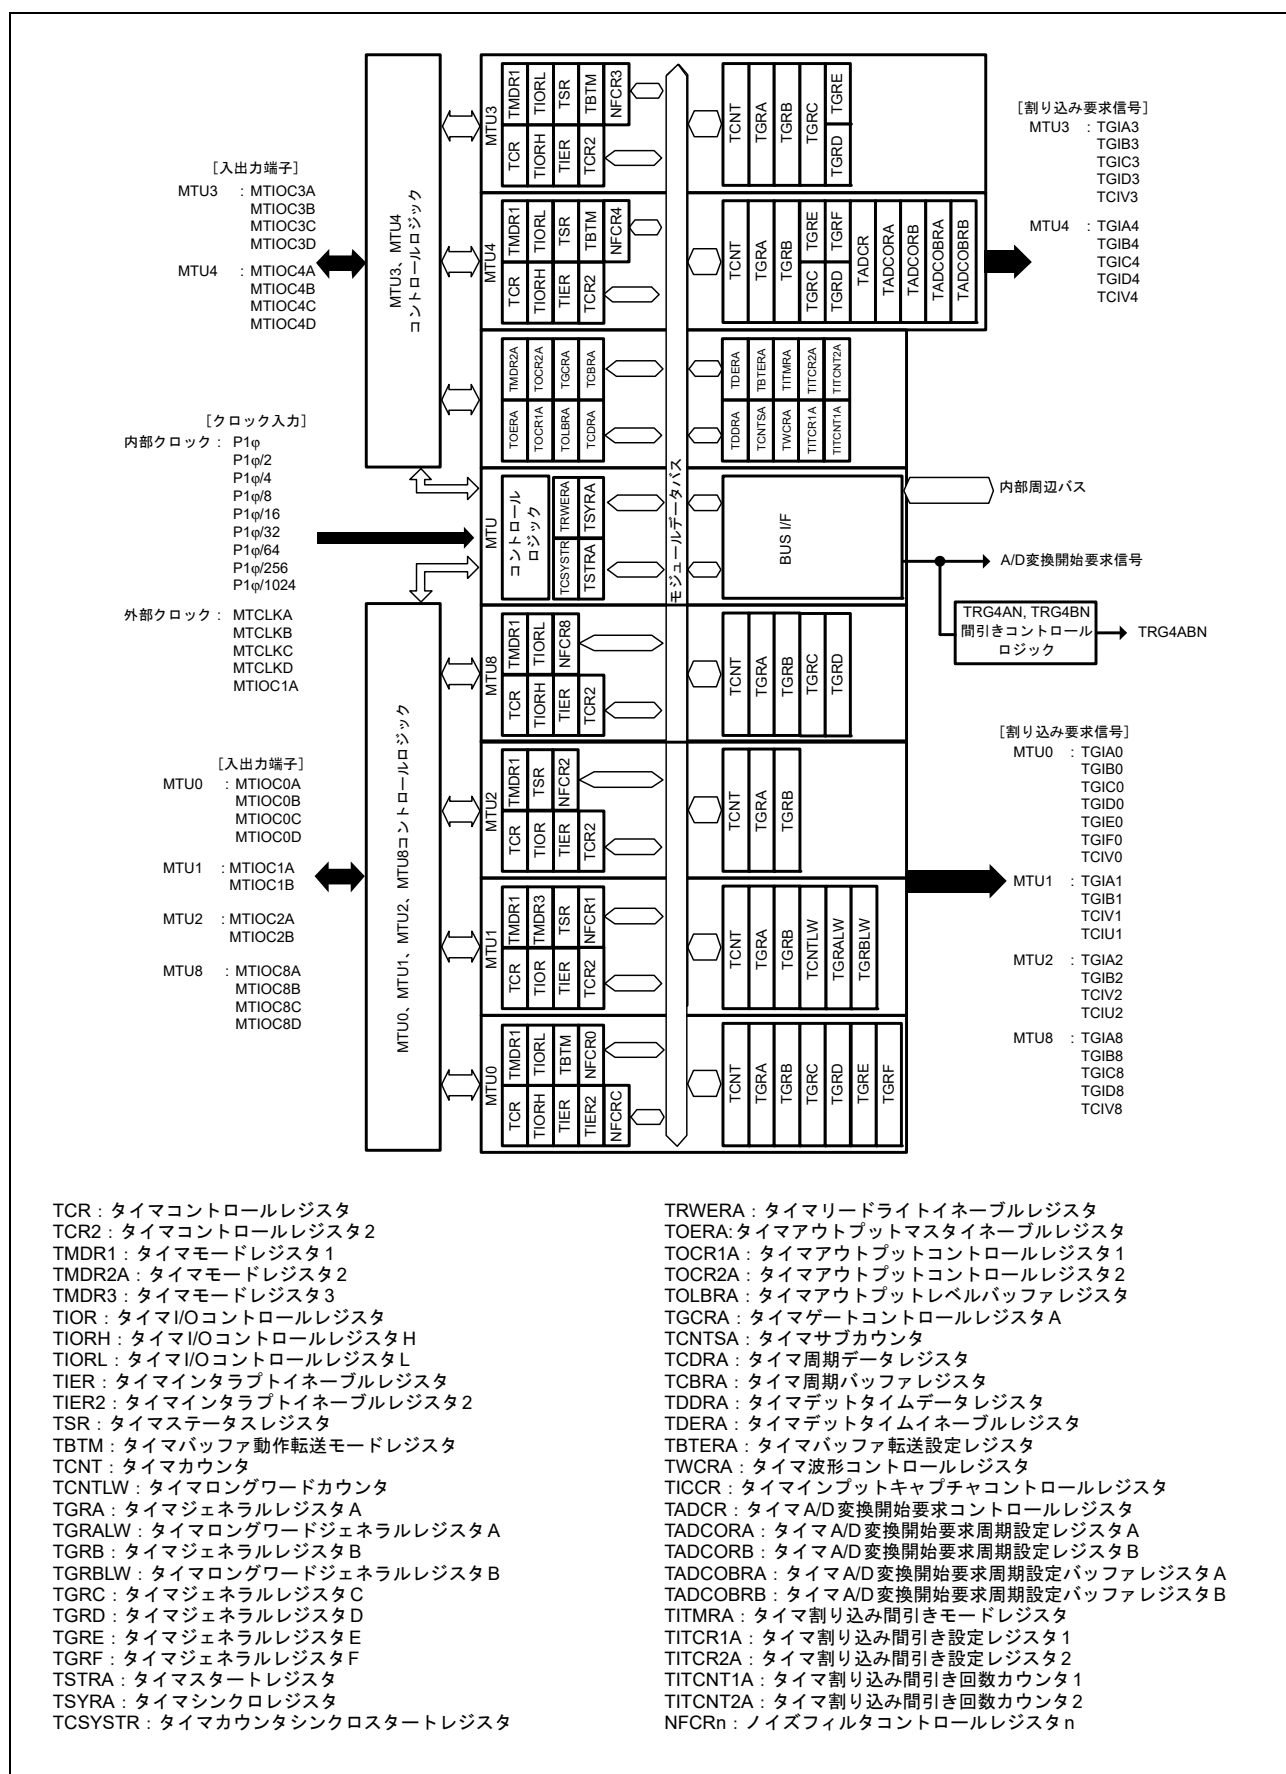 [入出力端子]
MTU3 : MTIOC3A
MTIOC3B
MTIOC3C
MTIOC3D
MTU4 : MTIOC4A
MTIOC4B
MTIOC4C
MTIOC4D
[クロック入力]
内部クロック : P1φ
P1φ/2
P1φ/4
P1φ/8
P1φ/16
P1φ/32
P1φ/64
P1φ/256
P1φ/1024
外部クロック : MTCLKA
MTCLKB
MTCLKC
MTCLKD
MTIOC1A
[入出力端子]
MTU0 : MTIOC0A
MTIOC0B
MTIOC0C
MTIOC0D
MTU1 : MTIOC1A
MTIOC1B
MTU2 : MTIOC2A
MTIOC2B
MTU8 : MTIOC8A
MTIOC8B
MTIOC8C
MTIOC8D
MTU3、MTU4
コントロールロジック
MTU0、MTU1、MTU2、MTU8コントロールロジック
MTU3
TMDR1 TIORL TSR TBTM NFCR3
TCR TIORH TIER TCR2
TCNT TGRA TGRB TGRC TGRE
TGRD
MTU4
TMDR1 TIORL TSR TBTM NFCR4
TCR TIORH TIER TCR2
TCNT TGRA TGRB TGRE TGRF TADCR TADCORA TADCORB TADCOBRA TADCOBRB
TGRC TGRD
TMDR2A TOCR2A TGCRA TCBRA
TOERA TOCR1A TOLBRA TCDRA
TDERA TBTERA TITMRA TITCR2A TITCNT2A
TDDRA TCNTSA TWCRA TITCR1A TITCNT1A
MTU
コントロール
ロジック
TRWERA TSYRA
TCSYSTR TSTRA
モジュールデータバス
BUS I/F
MTU8
TMDR1 TIORL NFCR8
TCR TIORH TIER TCR2
TCNT TGRA TGRB TGRC TGRD
MTU2
TMDR1 TSR NFCR2
TCR TIOR TIER TCR2
TCNT TGRA TGRB
MTU1
TMDR1 TMDR3 TSR NFCR1
TCR TIOR TIER TCR2
TCNT TGRA TGRB TCNTLW TGRALW TGRBLW
MTU0
TMDR1 TIORL TBTM NFCR0
TCR TIORH TIER TIER2 NFCRC
TCNT TGRA TGRB TGRC TGRD TGRE TGRF
[割り込み要求信号]
MTU3 : TGIA3
TGIB3
TGIC3
TGID3
TCIV3
MTU4 : TGIA4
TGIB4
TGIC4
TGID4
TCIV4
内部周辺バス
A/D変換開始要求信号
TRG4AN, TRG4BN
間引きコントロール
ロジック
TRG4ABN
[割り込み要求信号]
MTU0 : TGIA0
TGIB0
TGIC0
TGID0
TGIE0
TGIF0
TCIV0
MTU1 : TGIA1
TGIB1
TCIV1
TCIU1
MTU2 : TGIA2
TGIB2
TCIV2
TCIU2
MTU8 : TGIA8
TGIB8
TGIC8
TGID8
TCIV8
TCR : タイマコントロールレジスタ
TCR2 : タイマコントロールレジスタ2
TMDR1 : タイマモードレジスタ1
TMDR2A : タイマモードレジスタ2
TMDR3 : タイマモードレジスタ3
TIOR : タイマI/Oコントロールレジスタ
TIORH : タイマI/OコントロールレジスタH
TIORL : タイマI/OコントロールレジスタL
TIER : タイマインタラプトイネーブルレジスタ
TIER2 : タイマインタラプトイネーブルレジスタ2
TSR : タイマステータスレジスタ
TBTM : タイマバッファ動作転送モードレジスタ
TCNT : タイマカウンタ
TCNTLW : タイマロングワードカウンタ
TGRA : タイマジェネラルレジスタA
TGRALW : タイマロングワードジェネラルレジスタA
TGRB : タイマジェネラルレジスタB
TGRBLW : タイマロングワードジェネラルレジスタB
TGRC : タイマジェネラルレジスタC
TGRD : タイマジェネラルレジスタD
TGRE : タイマジェネラルレジスタE
TGRF : タイマジェネラルレジスタF
TSTRA : タイマスタートレジスタ
TSYRA : タイマシンクロレジスタ
TCSYSTR : タイマカウンタシンクロスタートレジスタ
TRWERA : タイマリードライトイネーブルレジスタ
TOERA:タイマアウトプットマスタイネーブルレジスタ
TOCR1A : タイマアウトプットコントロールレジスタ1
TOCR2A : タイマアウトプットコントロールレジスタ2
TOLBRA : タイマアウトプットレベルバッファレジスタ
TGCRA : タイマゲートコントロールレジスタA
TCNTSA : タイマサブカウンタ
TCDRA : タイマ周期データレジスタ
TCBRA : タイマ周期バッファレジスタ
TDDRA : タイマデットタイムデータレジスタ
TDERA : タイマデットタイムイネーブルレジスタ
TBTERA : タイマバッファ転送設定レジスタ
TWCRA : タイマ波形コントロールレジスタ
TICCR : タイマインプットキャプチャコントロールレジスタ
TADCR : タイマA/D変換開始要求コントロールレジスタ
TADCORA : タイマA/D変換開始要求周期設定レジスタA
TADCORB : タイマA/D変換開始要求周期設定レジスタB
TADCOBRA : タイマA/D変換開始要求周期設定バッファレジスタA
TADCOBRB : タイマA/D変換開始要求周期設定バッファレジスタB
TITMRA : タイマ割り込み間引きモードレジスタ
TITCR1A : タイマ割り込み間引き設定レジスタ1
TITCR2A : タイマ割り込み間引き設定レジスタ2
TITCNT1A : タイマ割り込み間引き回数カウンタ1
TITCNT2A : タイマ割り込み間引き回数カウンタ2
NFCRn : ノイズフィルタコントロールレジスタn